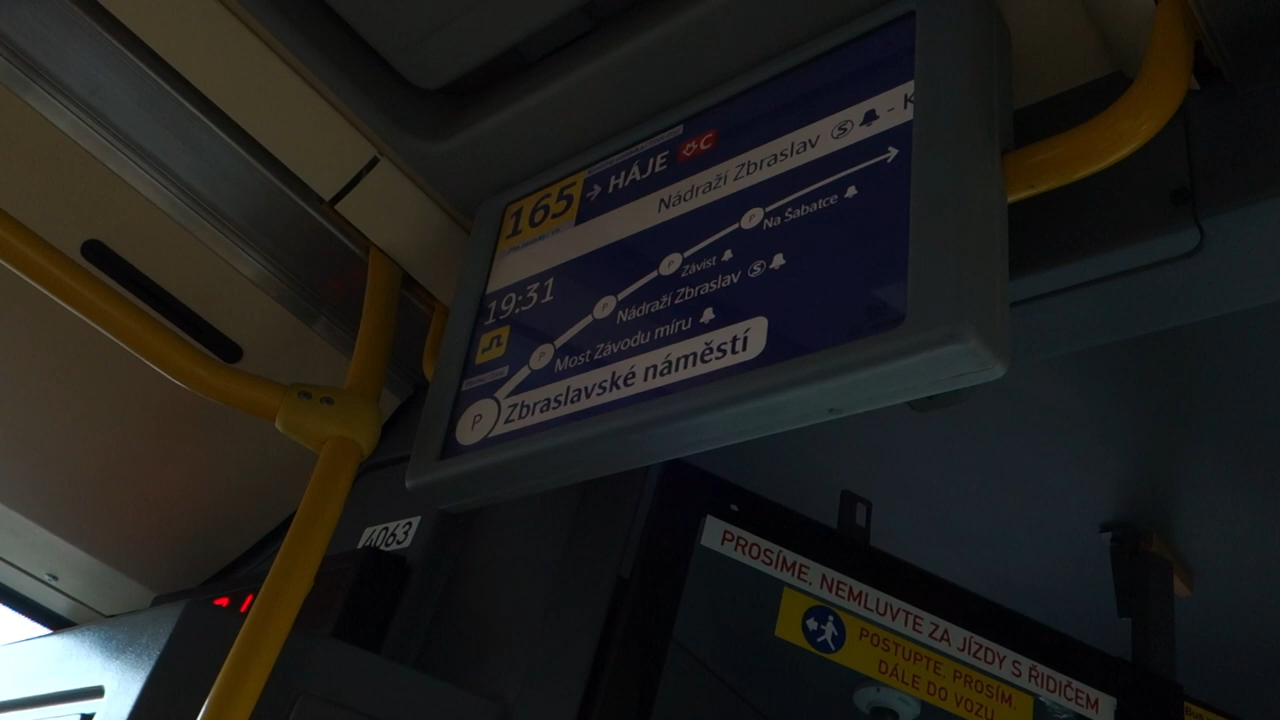 165
→ HÁJE C
Nádraží Zbraslav S - K
19:31
P Na Šabatce
P Závist
P Nádraží Zbraslav S
P Most Závodu míru
P Zbraslavské náměstí
4063
PROSÍME, NEMLUVTE ZA JÍZDY S ŘIDIČEM
POSTUPTE, PROSÍM,
DÁLE DO VOZU